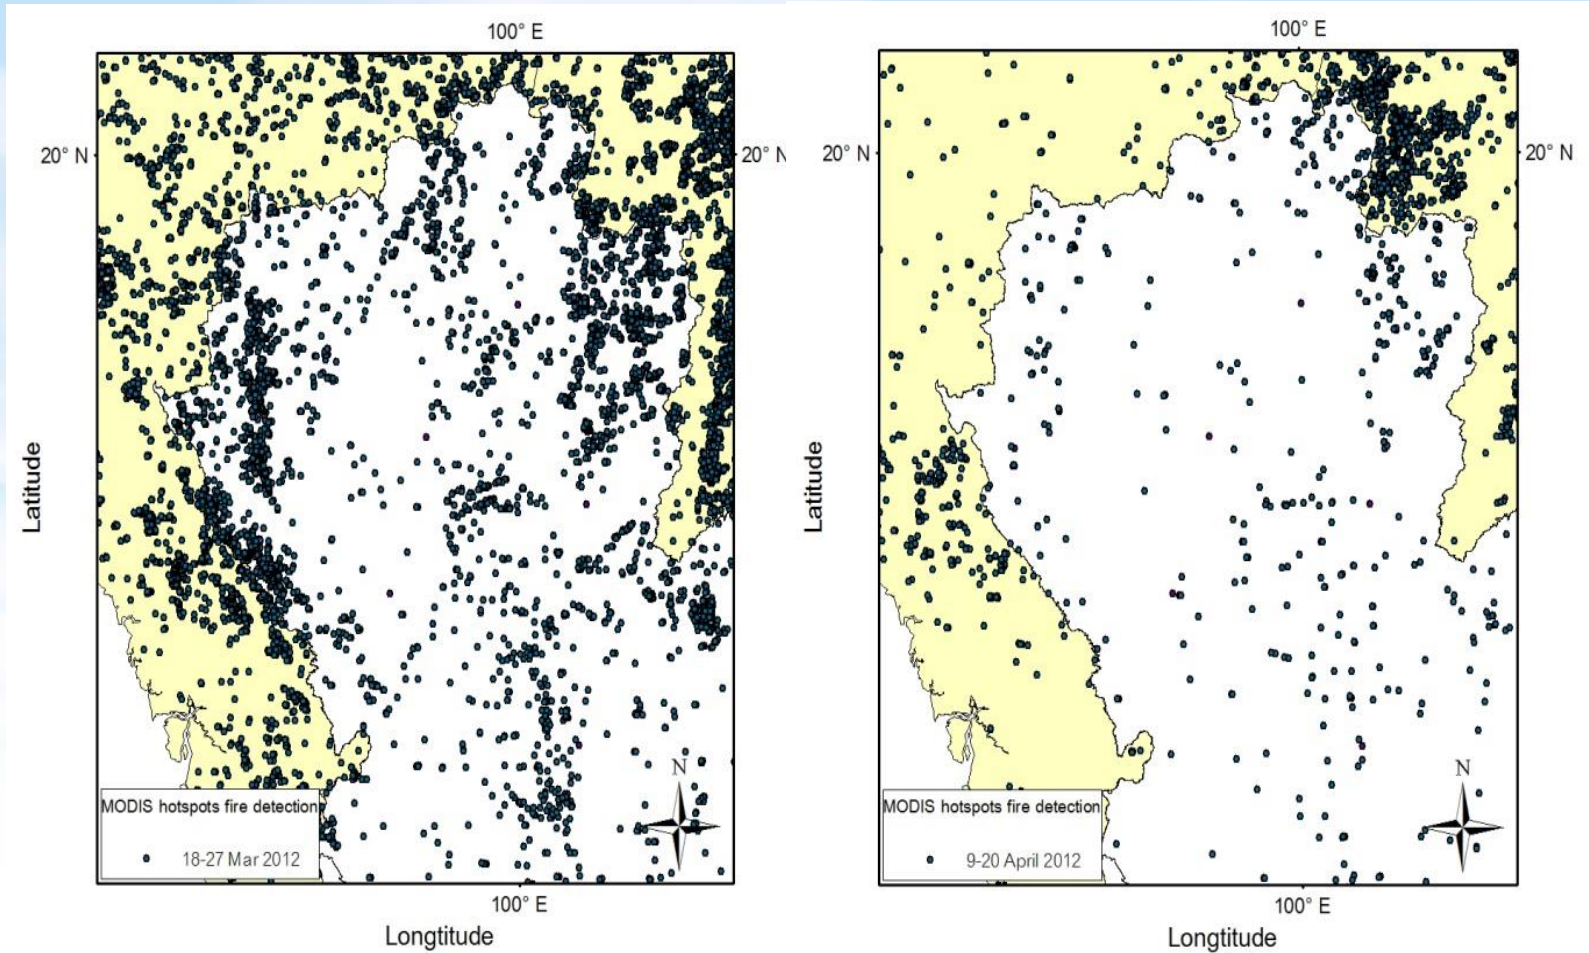 100° E
20° N
20° N
Latitude
N
MODIS hotspots fire detection
18-27 Mar 2012
100° E
Longtitude
100° E
20° N
20° N
Latitude
N
MODIS hotspots fire detection
9-20 April 2012
100° E
Longtitude